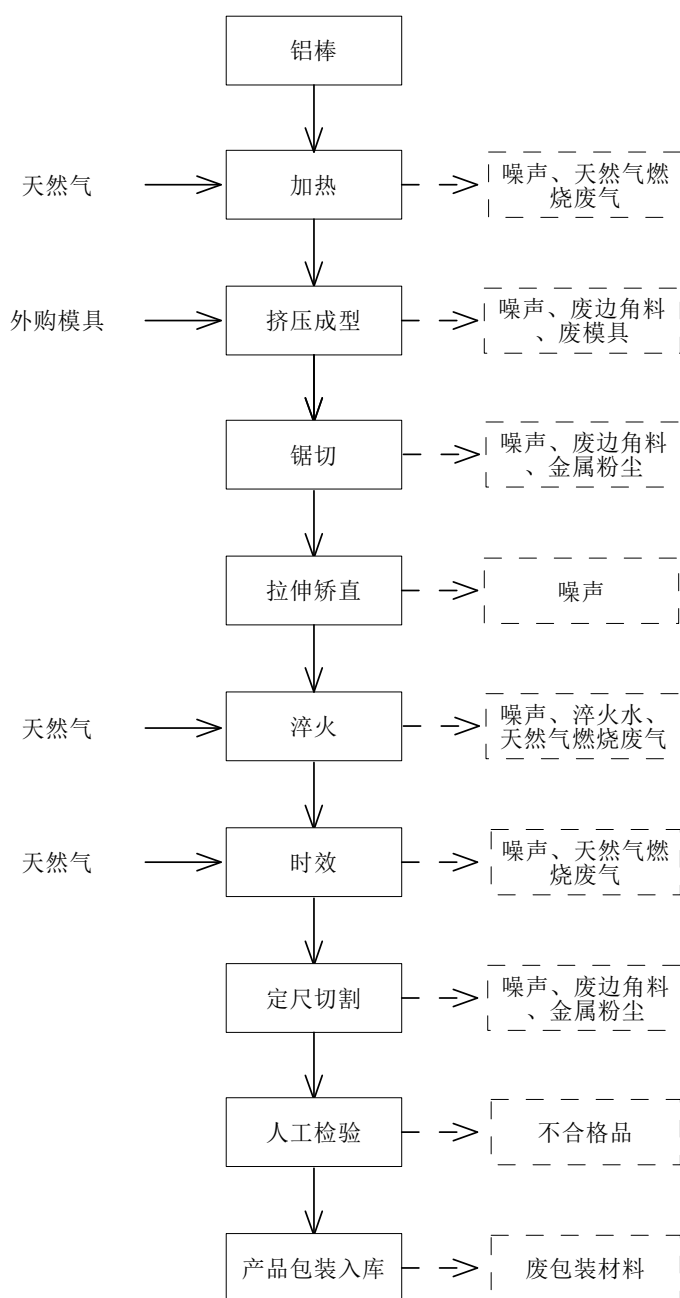 铝棒
天然气
加热
噪声、天然气燃
烧废气
外购模具
挤压成型
噪声、废边角料
、废模具
锯切
噪声、废边角料
、金属粉尘
拉伸矫直
噪声
天然气
淬火
噪声、淬火水、
天然气燃烧废气
天然气
时效
噪声、天然气燃
烧废气
定尺切割
噪声、废边角料
、金属粉尘
人工检验
不合格品
产品包装入库
废包装材料